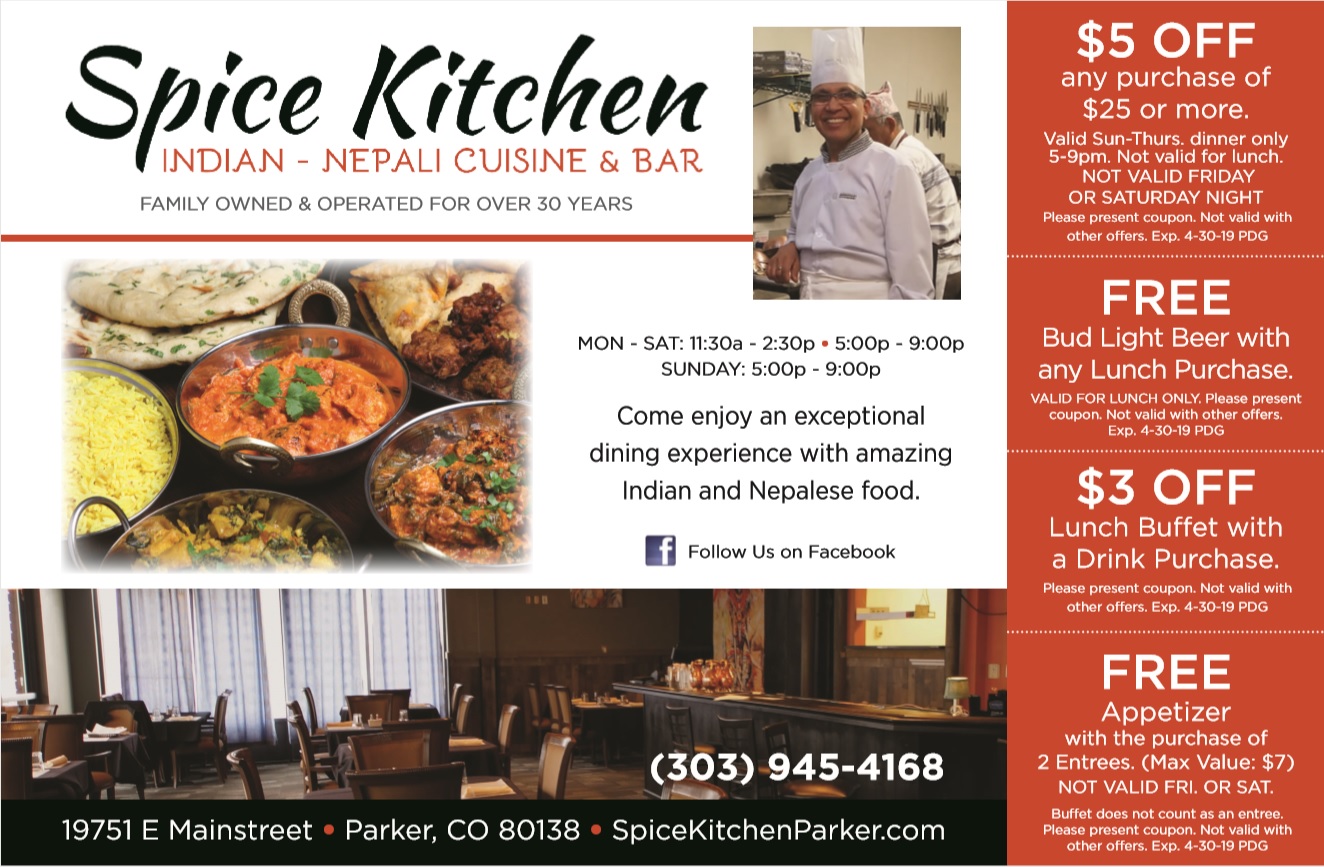 Spice Kitchen
INDIAN - NEPALI CUISINE & BAR
FAMILY OWNED & OPERATED FOR OVER 30 YEARS
MON - SAT: 11:30a - 2:30p • 5:00p - 9:00p
SUNDAY: 5:00p - 9:00p
Come enjoy an exceptional
dining experience with amazing
Indian and Nepalese food.
f Follow Us on Facebook
(303) 945-4168
19751 E Mainstreet • Parker, CO 80138 • SpiceKitchenParker.com
$5 OFF
any purchase of
$25 or more.
Valid Sun-Thurs. dinner only
5-9pm. Not valid for lunch.
NOT VALID FRIDAY
OR SATURDAY NIGHT
Please present coupon. Not valid with
other offers. Exp. 4-30-19 PDG
FREE
Bud Light Beer with
any Lunch Purchase.
VALID FOR LUNCH ONLY. Please present
coupon. Not valid with other offers.
Exp. 4-30-19 PDG
$3 OFF
Lunch Buffet with
a Drink Purchase.
Please present coupon. Not valid with
other offers. Exp. 4-30-19 PDG
FREE
Appetizer
with the purchase of
2 Entrees. (Max Value: $7)
NOT VALID FRI. OR SAT.
Buffet does not count as an entree.
Please present coupon. Not valid with
other offers. Exp. 4-30-19 PDG